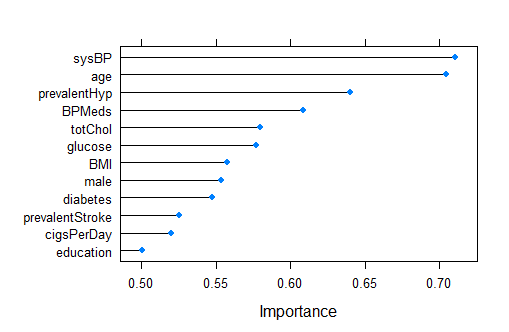 sysBP
age
prevalentHyp
BPMeds
totChol
glucose
BMI
male
diabetes
prevalentStroke
cigsPerDay
education
0.50 0.55 0.60 0.65 0.70
Importance